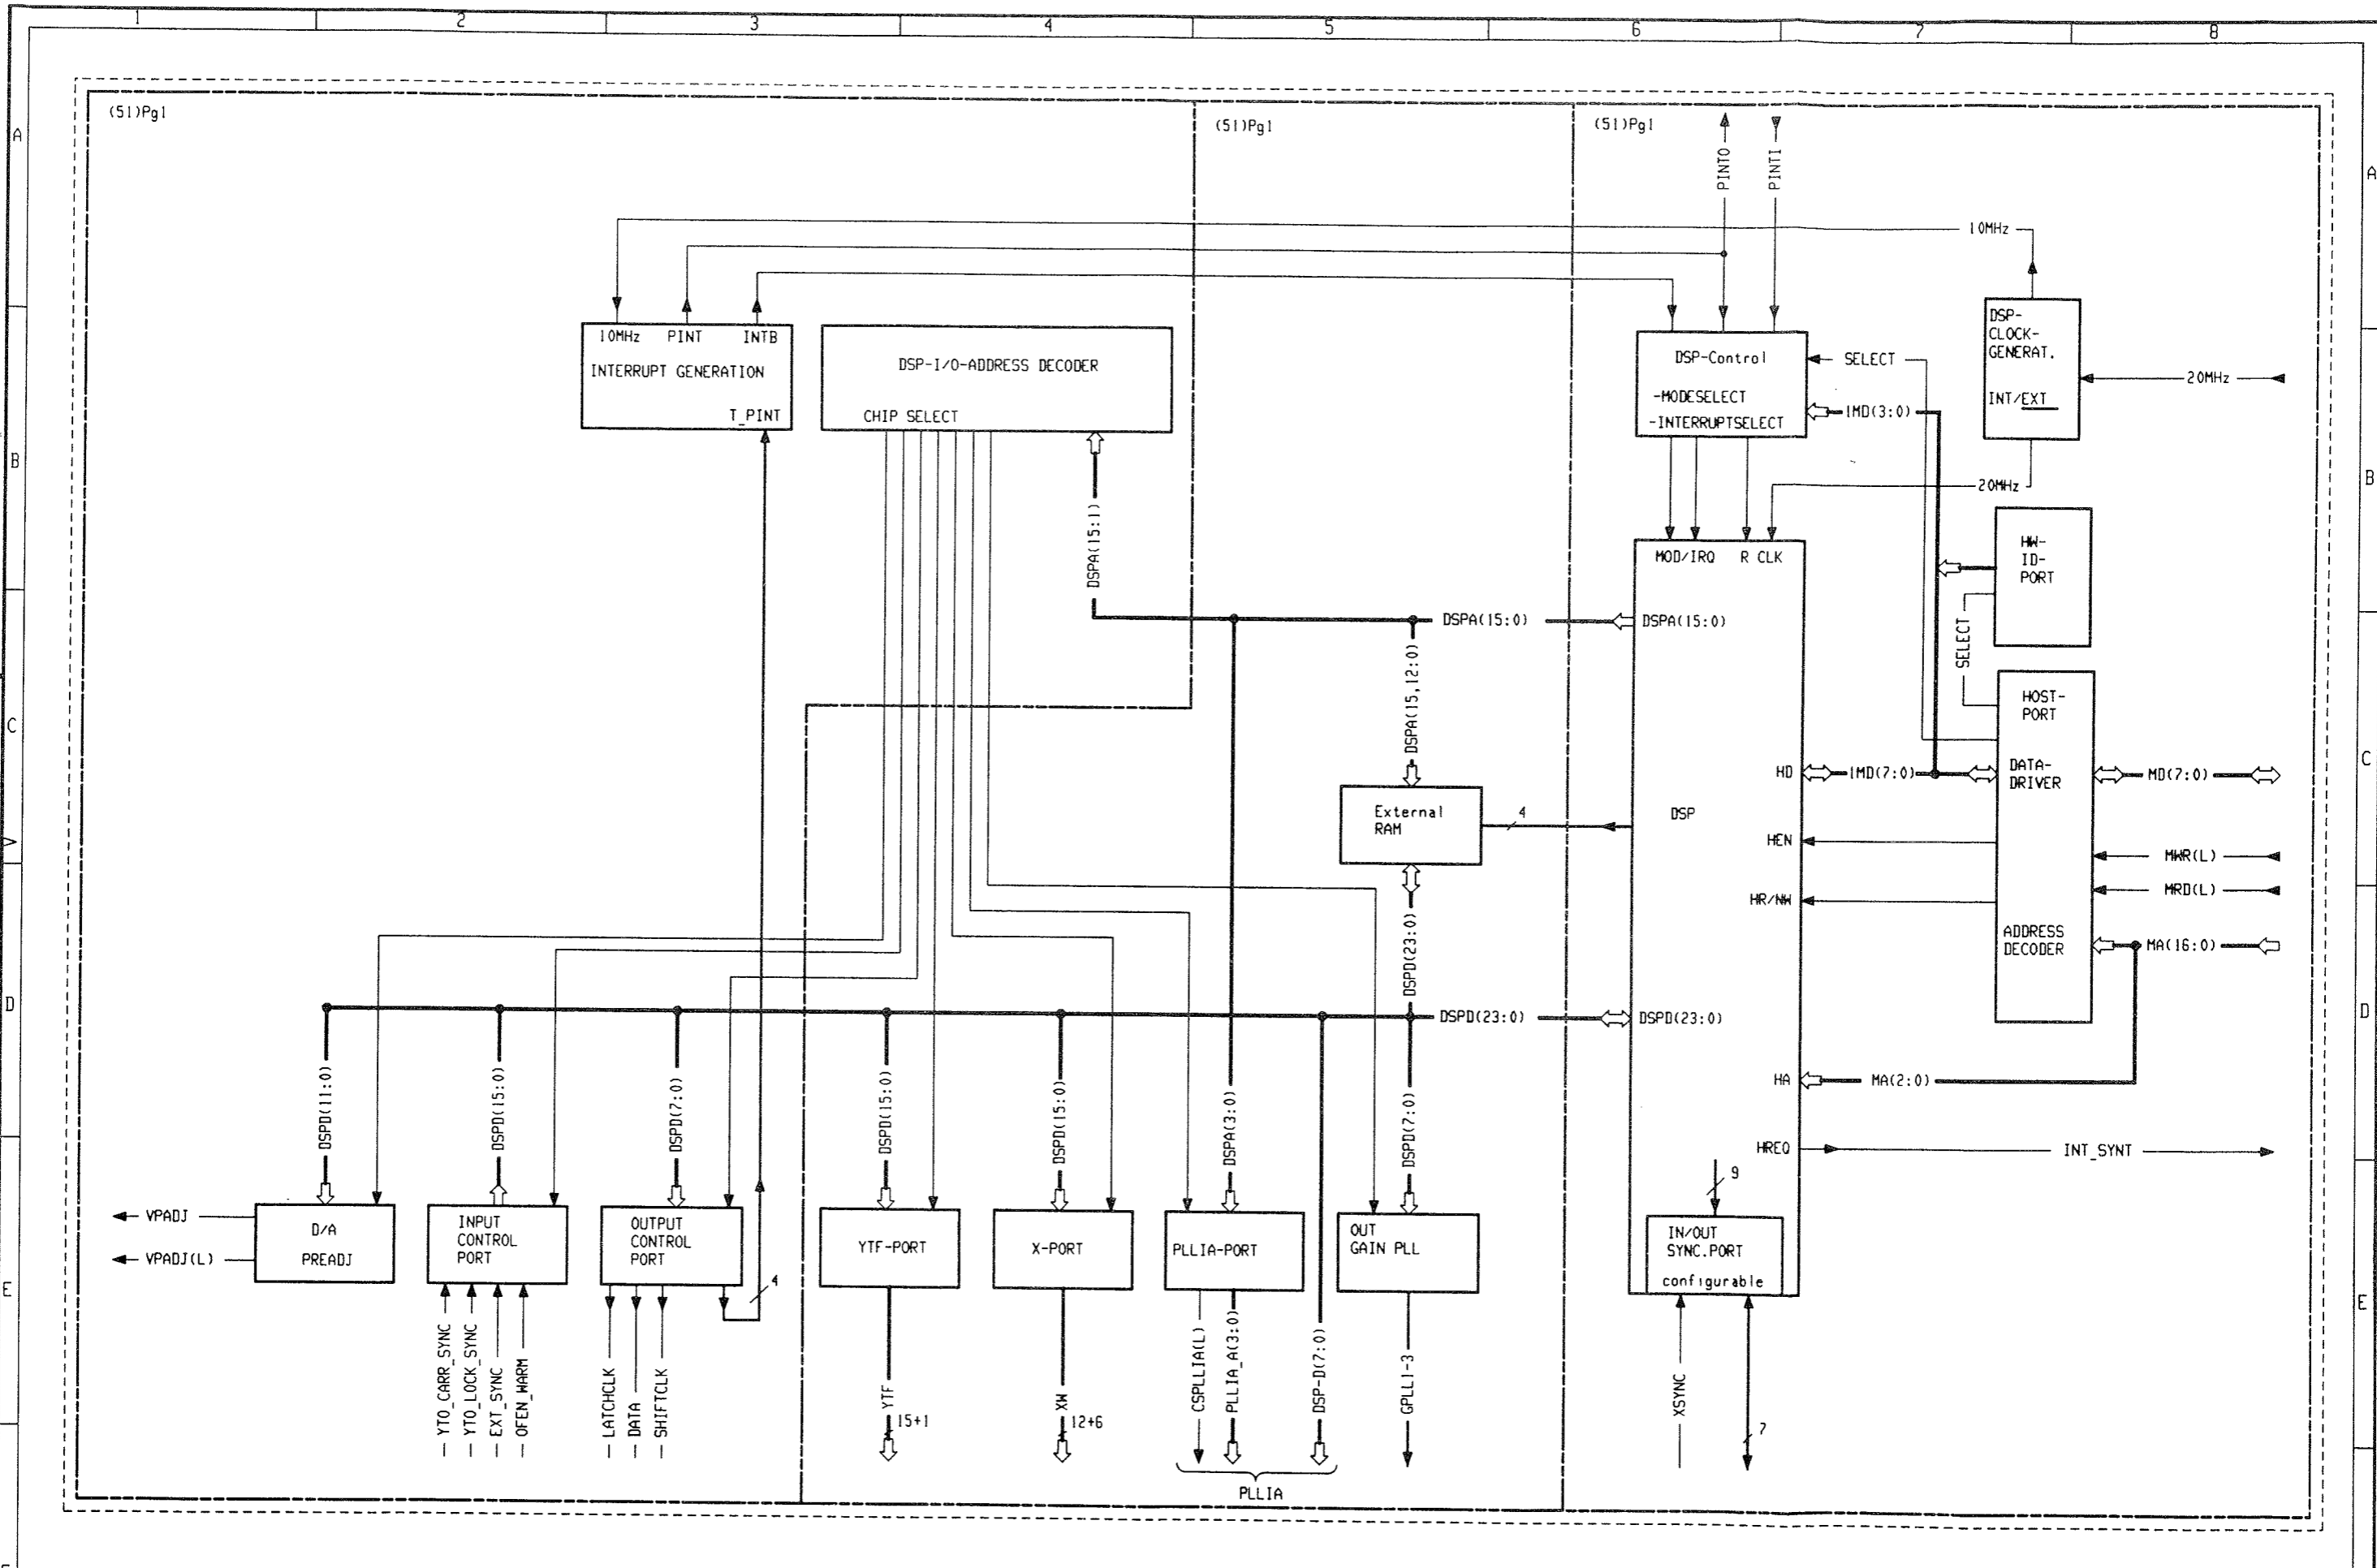 1 2 3 4 5 6 7 8
A
A
(51)Pg1
(51)Pg1
(51)Pg1
PINTO
PINTI
10MHz
10MHz PINT INTB
INTERRUPT GENERATION
T_PINT
DSP-I/O-ADDRESS DECODER
CHIP SELECT
DSP-Control
-MODESELECT
-INTERRUPTSELECT
SELECT
IMD(3:0)
DSP-
CLOCK-
GENERAT.
INT/EXT
20MHz
B
B
20MHz
DSPA(15:1)
MOD/IRQ R CLK
HW-
ID-
PORT
SELECT
DSPA(15:0)
DSPA(15:0)
DSPA(15,12:0)
C
C
HOST-
PORT
DATA-
DRIVER
HD
IMD(7:0)
MD(7:0)
External
RAM
4
DSP
HEN
MWR(L)
MRD(L)
HR/NW
ADDRESS
DECODER
MA(16:0)
DSPD(23:0)
D
D
DSPD(23:0)
DSPD(23:0)
HA
MA(2:0)
DSPD(11:0)
DSPD(15:0)
DSPD(7:0)
DSPD(15:0)
DSPD(15:0)
DSPA(3:0)
DSPD(7:0)
HREQ
INT_SYNT
9
VPADJ
VPADJ(L)
D/A
PREADJ
INPUT
CONTROL
PORT
OUTPUT
CONTROL
PORT
4
YTF-PORT
X-PORT
PLLIA-PORT
OUT
GAIN PLL
IN/OUT
SYNC.PORT
configurable
E
E
YTO_CARR_SYNC
YTO_LOCK_SYNC
EXT_SYNC
OFEN_WARM
LATCHCLK
DATA
SHIFTCLK
YTF
15+1
XW
12+6
CSPLLIA(L)
PLLIA_A(3:0)
DSP-D(7:0)
GPLL1-3
XSYNC
7
PLLIA